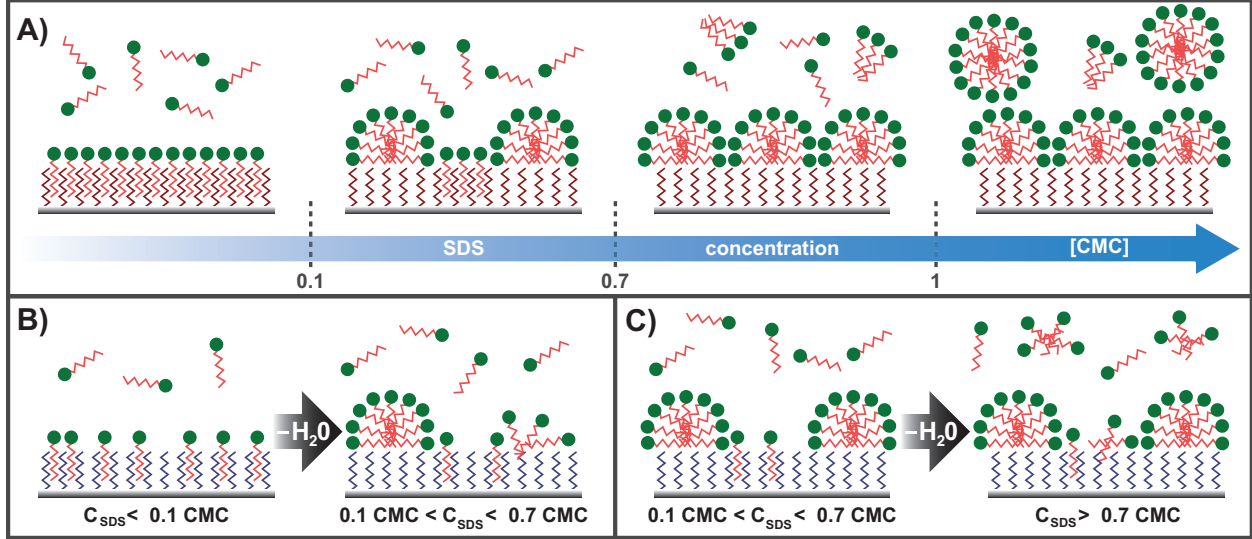 A)
SDS concentration [CMC]
0.1 0.7 1
B)
–H₂0
C_SDS < 0.1 CMC 0.1 CMC < C_SDS < 0.7 CMC
C)
–H₂0
0.1 CMC < C_SDS < 0.7 CMC C_SDS > 0.7 CMC